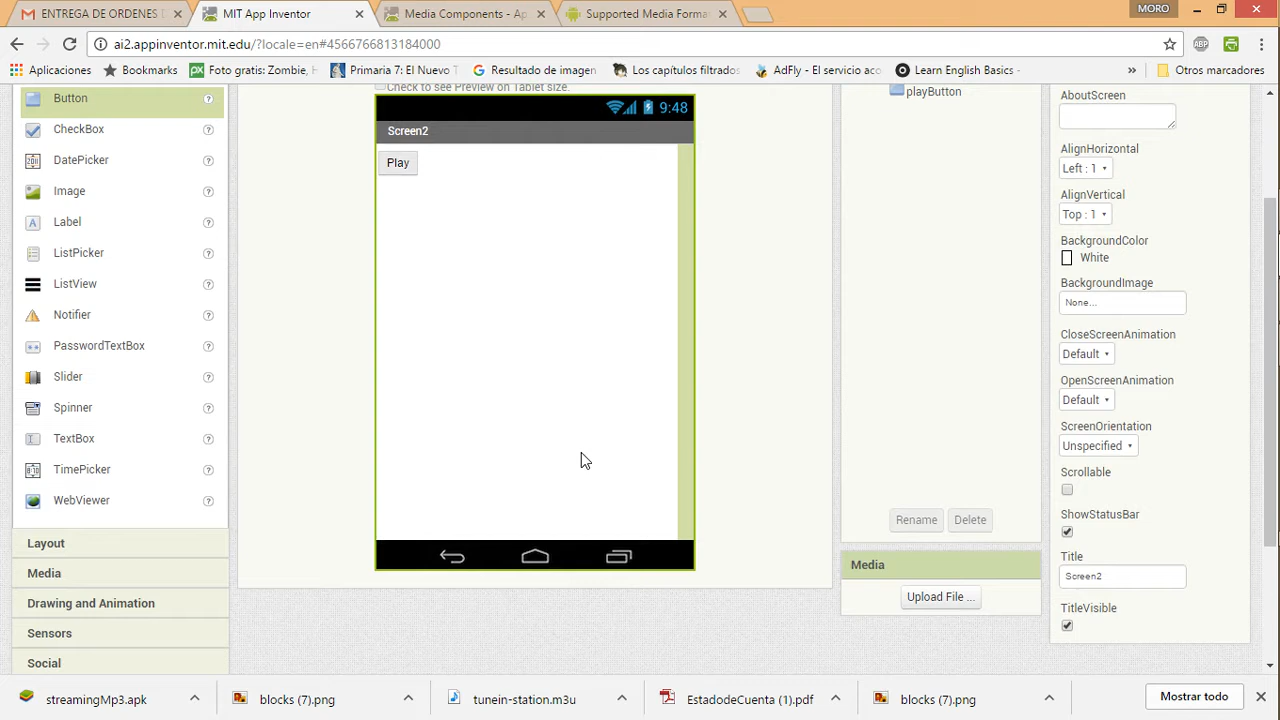 ENTREGA DE ORDENES D
MIT App Inventor
Media Components - Ap
Supported Media Forma
MORO
ai2.appinventor.mit.edu/?locale=en#4566766813184000
ABP
Aplicaciones
Bookmarks
px Foto gratis: Zombie, H
Primaria 7: El Nuevo T
Resultado de imagen
Los capítulos filtrados
AdFly - El servicio aco
Learn English Basics -
»
Otros marcadores
Button
CheckBox
DatePicker
Image
Label
ListPicker
ListView
Notifier
PasswordTextBox
Slider
Spinner
TextBox
TimePicker
WebViewer
Layout
Media
Drawing and Animation
Sensors
Social
Check to see Preview on Tablet size.
9:48
Screen2
Play
playButton
Rename
Delete
Media
Upload File ...
AboutScreen
AlignHorizontal
Left : 1
AlignVertical
Top : 1
BackgroundColor
White
BackgroundImage
None...
CloseScreenAnimation
Default
OpenScreenAnimation
Default
ScreenOrientation
Unspecified
Scrollable
ShowStatusBar
Title
Screen2
TitleVisible
streamingMp3.apk
blocks (7).png
tunein-station.m3u
EstadodeCuenta (1).pdf
blocks (7).png
Mostrar todo